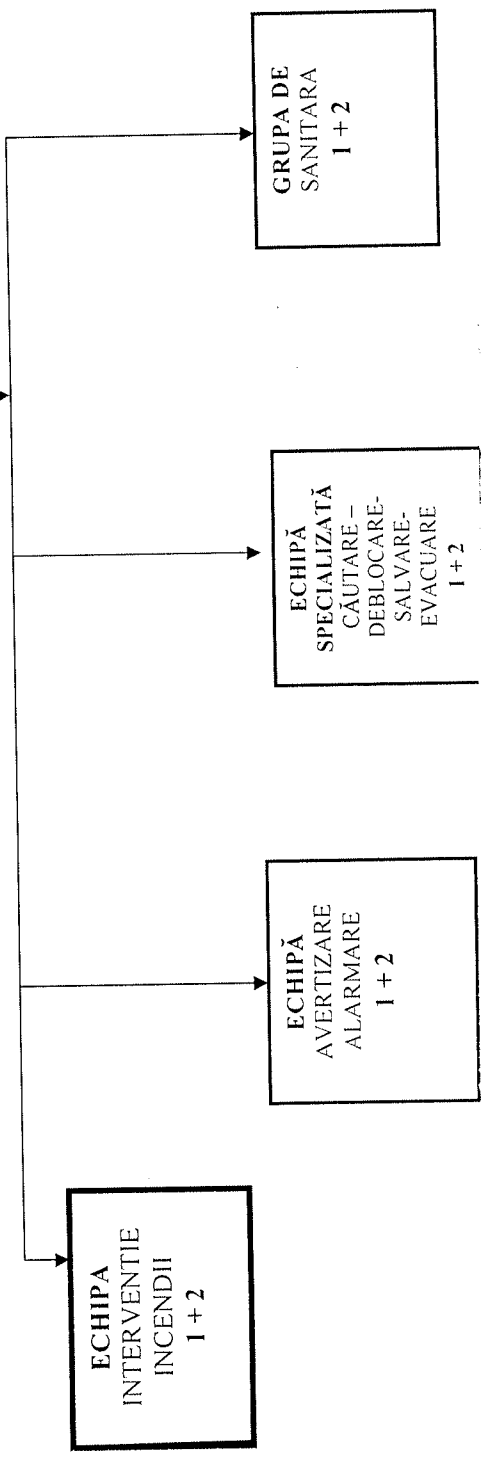 ECHIPA
INTERVENTIE
INCENDII
1 + 2
ECHIPĂ
AVERTIZARE
ALARMARE
1 + 2
ECHIPĂ
SPECIALIZATĂ
CĂUTARE –
DEBLOCARE-
SALVARE-
EVACUARE
1+2
GRUPA DE
SANITARA
1 + 2